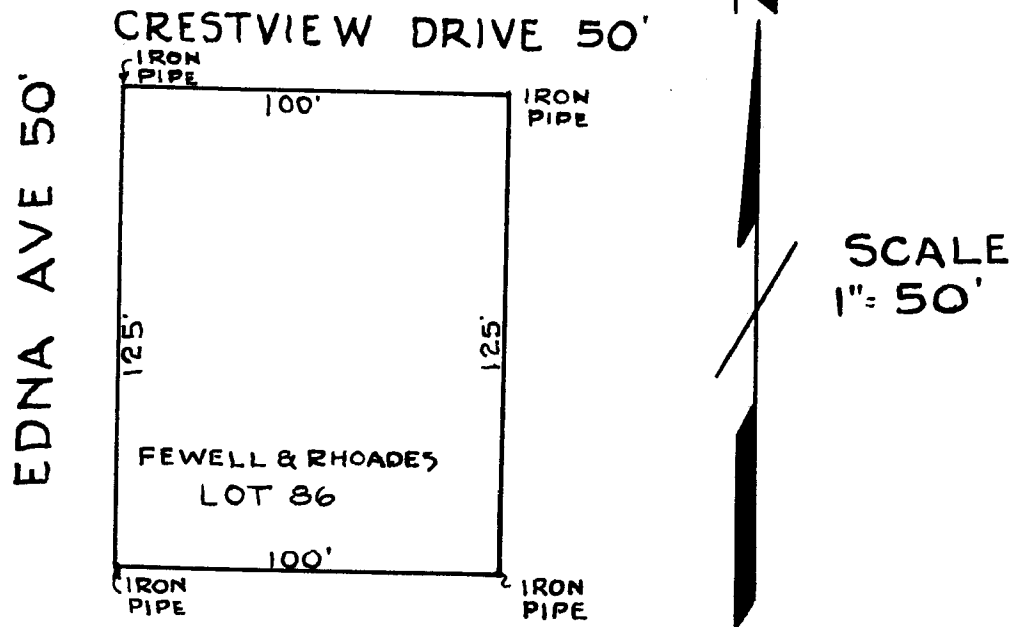 CRESTVIEW DRIVE 50'
IRON
PIPE
100'
IRON
PIPE
EDNA AVE 50'
125'
125'
SCALE
1"= 50'
FEWELL & RHOADES
LOT 86
100'
IRON
PIPE
IRON
PIPE